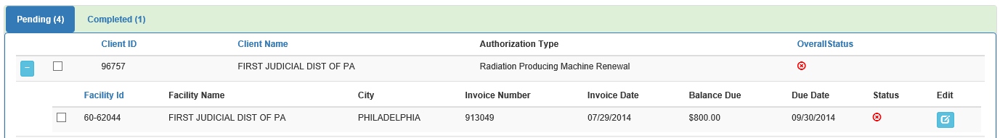 Pending (4) Completed (1)
Client ID Client Name Authorization Type OverallStatus
96757 FIRST JUDICIAL DIST OF PA Radiation Producing Machine Renewal
Facility Id Facility Name City Invoice Number Invoice Date Balance Due Due Date Status Edit
60-62044 FIRST JUDICIAL DIST OF PA PHILADELPHIA 913049 07/29/2014 $800.00 09/30/2014